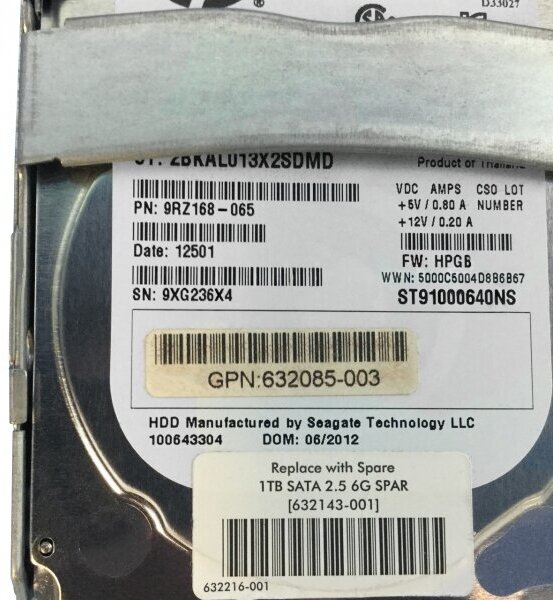 D33027
CT: 2BKAL013X2SDMD
Product of Thailand
PN: 9RZ168-065
VDC AMPS CSO LOT
+5V / 0.80 A NUMBER
+12V / 0.20 A
Date: 12501
FW: HPGB
WWN: 5000C5004D8B6B67
SN: 9XG236X4
ST91000640NS
GPN:632085-003
HDD Manufactured by Seagate Technology LLC
100643304 DOM: 06/2012
Replace with Spare
1TB SATA 2.5 6G SPAR
[632143-001]
632216-001